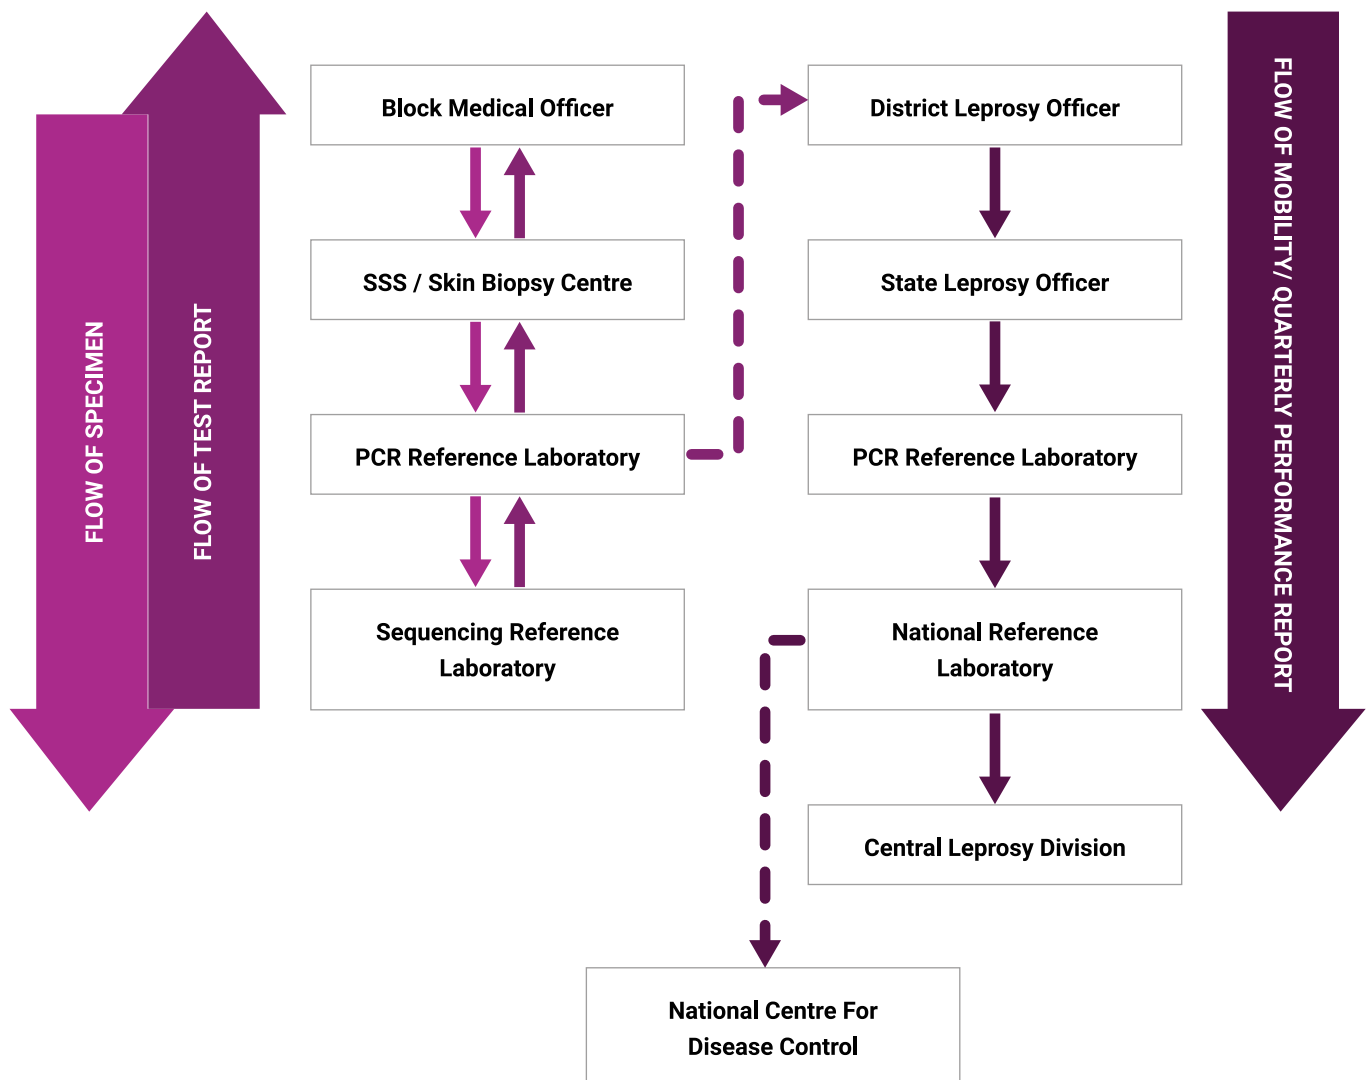 FLOW OF SPECIMEN
FLOW OF TEST REPORT
Block Medical Officer
SSS / Skin Biopsy Centre
PCR Reference Laboratory
Sequencing Reference
Laboratory
District Leprosy Officer
State Leprosy Officer
PCR Reference Laboratory
National Reference
Laboratory
Central Leprosy Division
National Centre For
Disease Control
FLOW OF MOBILITY/ QUARTERLY PERFORMANCE REPORT